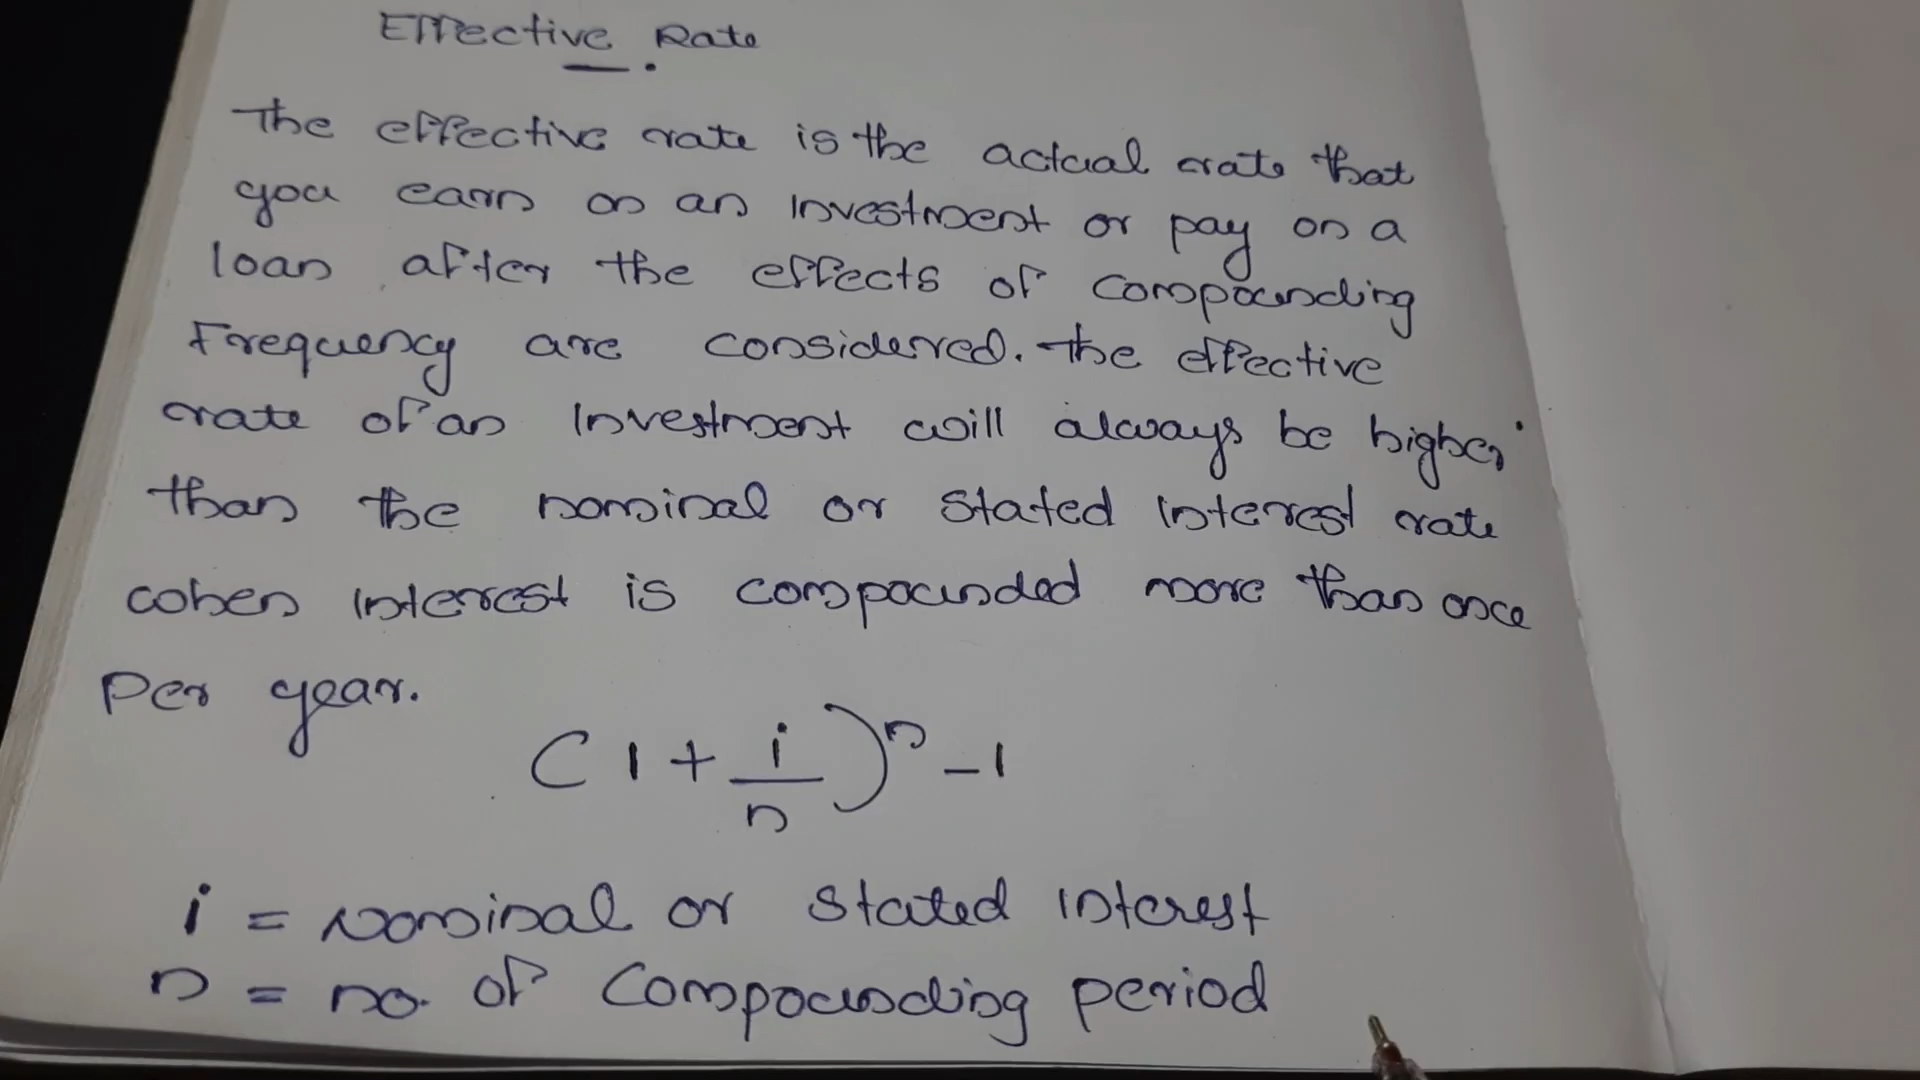 Effective Rate
The effective rate is the actual rate that
you earn on an investment or pay on a
loan after the effects of compounding
Frequency are considered. The effective
rate of an Investment will always be higher
than the nominal or stated interest rate
when interest is compounded more than once
Per year.
(1 + i/n)^n - 1
i = Nominal or stated interest
n = no. of Compounding period